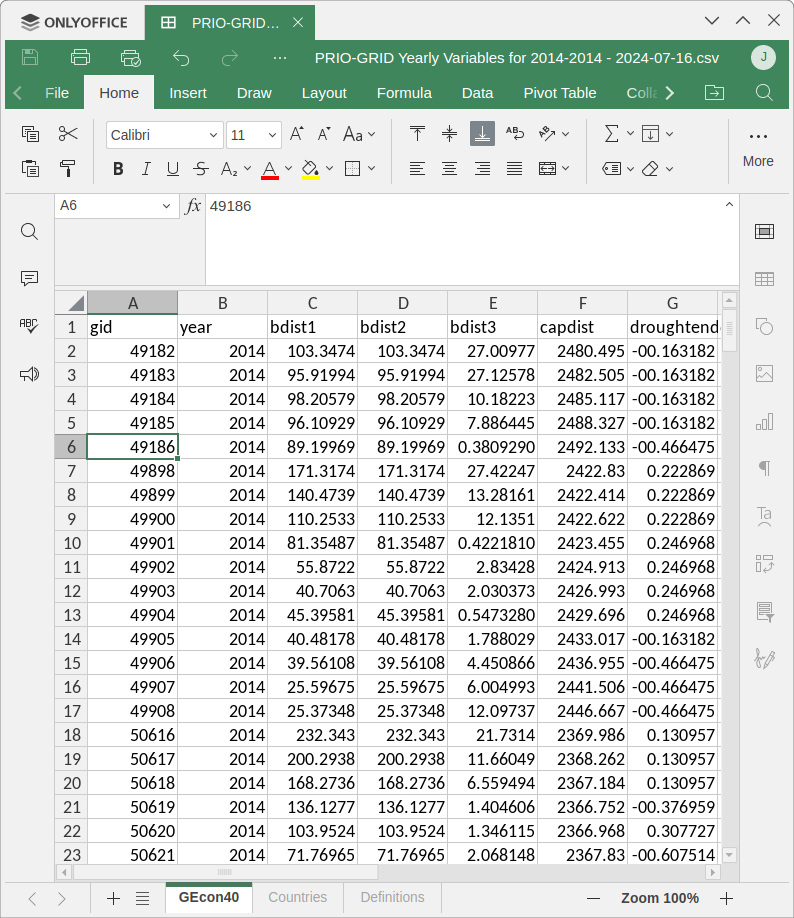 ONLYOFFICE PRIO-GRID...
PRIO-GRID Yearly Variables for 2014-2014 - 2024-07-16.csv J
File Home Insert Draw Layout Formula Data Pivot Table Colla
Calibri 11 Aa
B I U S A₂ A More
A6 fx 49186
A B C D E F G
1 gid year bdist1 bdist2 bdist3 capdist droughtend
2 49182 2014 103.3474 103.3474 27.00977 2480.495 -00.163182
3 49183 2014 95.91994 95.91994 27.12578 2482.505 -00.163182
4 49184 2014 98.20579 98.20579 10.18223 2485.117 -00.163182
5 49185 2014 96.10929 96.10929 7.886445 2488.327 -00.163182
6 49186 2014 89.19969 89.19969 0.3809290 2492.133 -00.466475
7 49898 2014 171.3174 171.3174 27.42247 2422.83 0.222869
8 49899 2014 140.4739 140.4739 13.28161 2422.414 0.222869
9 49900 2014 110.2533 110.2533 12.1351 2422.622 0.222869
10 49901 2014 81.35487 81.35487 0.4221810 2423.455 0.246968
11 49902 2014 55.8722 55.8722 2.83428 2424.913 0.246968
12 49903 2014 40.7063 40.7063 2.030373 2426.993 0.246968
13 49904 2014 45.39581 45.39581 0.5473280 2429.696 0.246968
14 49905 2014 40.48178 40.48178 1.788029 2433.017 -00.163182
15 49906 2014 39.56108 39.56108 4.450866 2436.955 -00.466475
16 49907 2014 25.59675 25.59675 6.004993 2441.506 -00.466475
17 49908 2014 25.37348 25.37348 12.09737 2446.667 -00.466475
18 50616 2014 232.343 232.343 21.7314 2369.986 0.130957
19 50617 2014 200.2938 200.2938 11.66049 2368.262 0.130957
20 50618 2014 168.2736 168.2736 6.559494 2367.184 0.130957
21 50619 2014 136.1277 136.1277 1.404606 2366.752 -00.376959
22 50620 2014 103.9524 103.9524 1.346115 2366.968 0.307727
23 50621 2014 71.76965 71.76965 2.068148 2367.83 -00.607514
GEcon40 Countries Definitions Zoom 100%